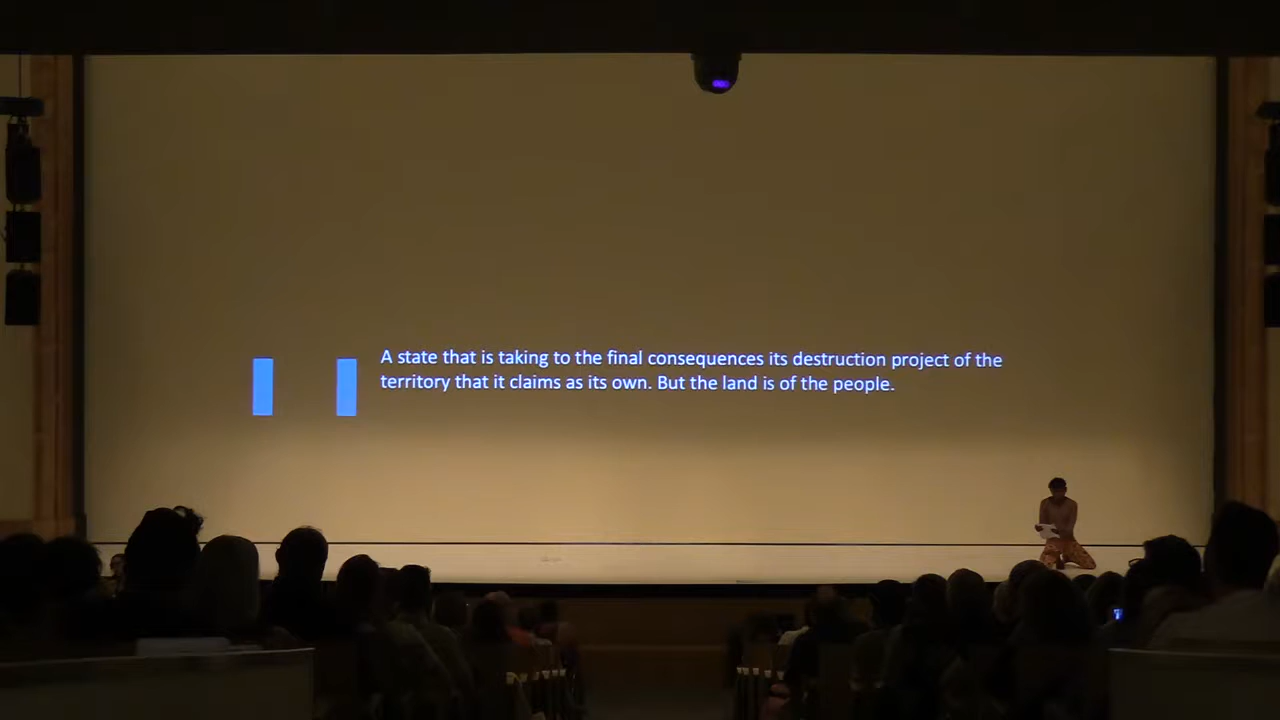 A state that is taking to the final consequences its destruction project of the
territory that it claims as its own. But the land is of the people.